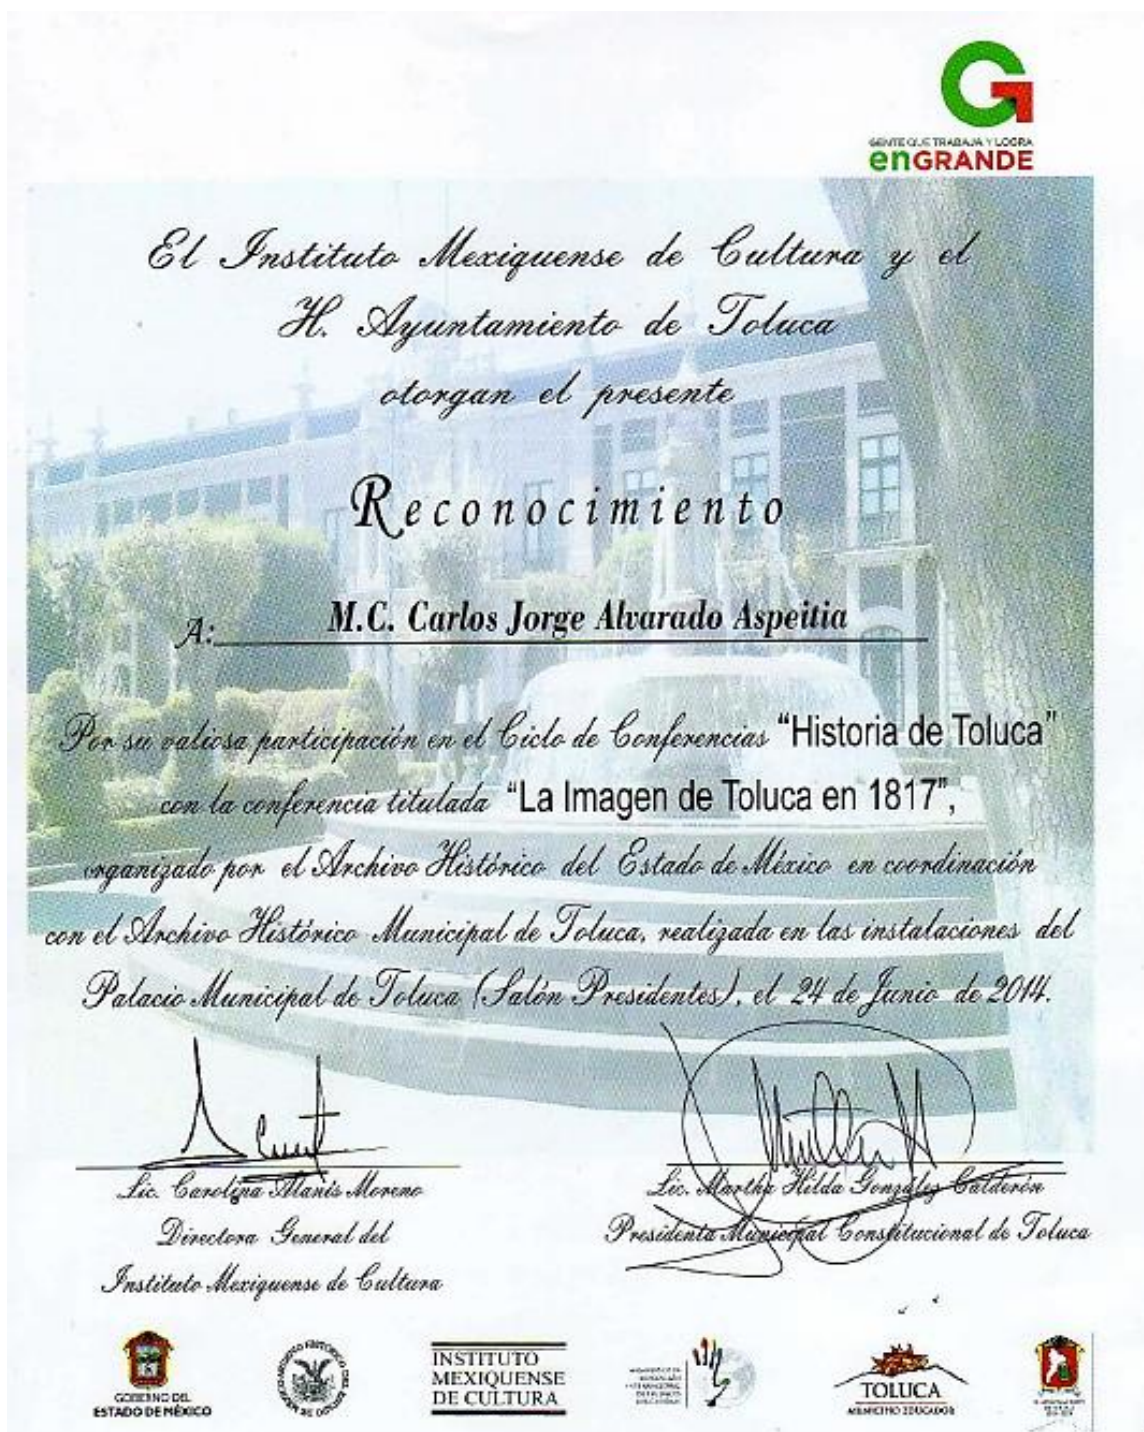 GENTE QUE TRABAJA Y LOGRA
enGRANDE
El Instituto Mexiquense de Cultura y el
H. Ayuntamiento de Toluca
otorgan el presente
Reconocimiento
A: M.C. Carlos Jorge Alvarado Aspeitia
Por su valiosa participación en el Ciclo de Conferencias "Historia de Toluca"
con la conferencia titulada "La Imagen de Toluca en 1817",
organizado por el Archivo Histórico del Estado de México en coordinación
con el Archivo Histórico Municipal de Toluca, realizada en las instalaciones del
Palacio Municipal de Toluca (Salón Presidentes), el 24 de Junio de 2014.
Lic. Carolina Alanís Moreno
Directora General del
Instituto Mexiquense de Cultura
Lic. Martha Hilda González Calderón
Presidenta Municipal Constitucional de Toluca
GOBIERNO DEL
ESTADO DE MÉXICO
INSTITUTO
MEXIQUENSE
DE CULTURA
TOLUCA
MUNICIPIO EDUCADOR